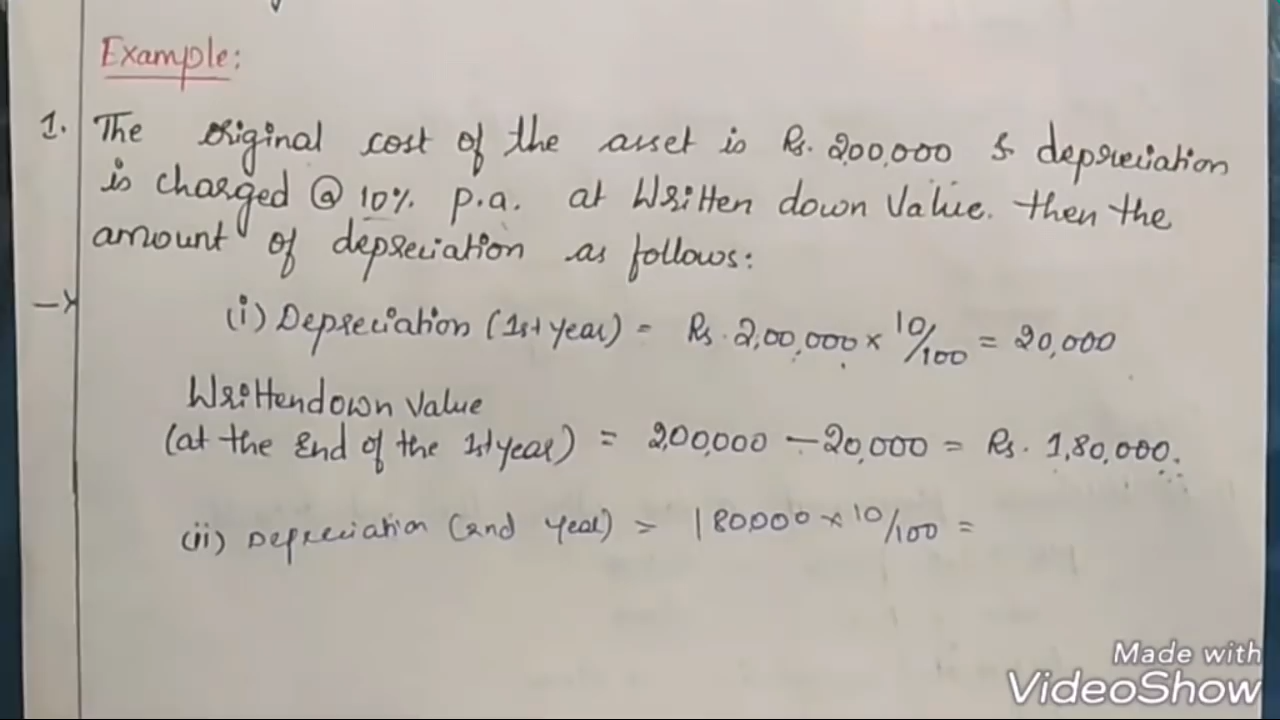 Example:
1. The original cost of the asset is Rs. 200,000 & depreciation
is charged @ 10% p.a. at Written down Value. then the
amount of depreciation as follows:
(i) Depreciation (1st year) = Rs. 2,00,000 x 10/100 = 20,000
Writtendown Value
(at the End of the 1st year) = 2,00,000 - 20,000 = Rs. 1,80,000.
(ii) Depreciation (2nd year) = 180000 x 10/100 =
Made with
VideoShow